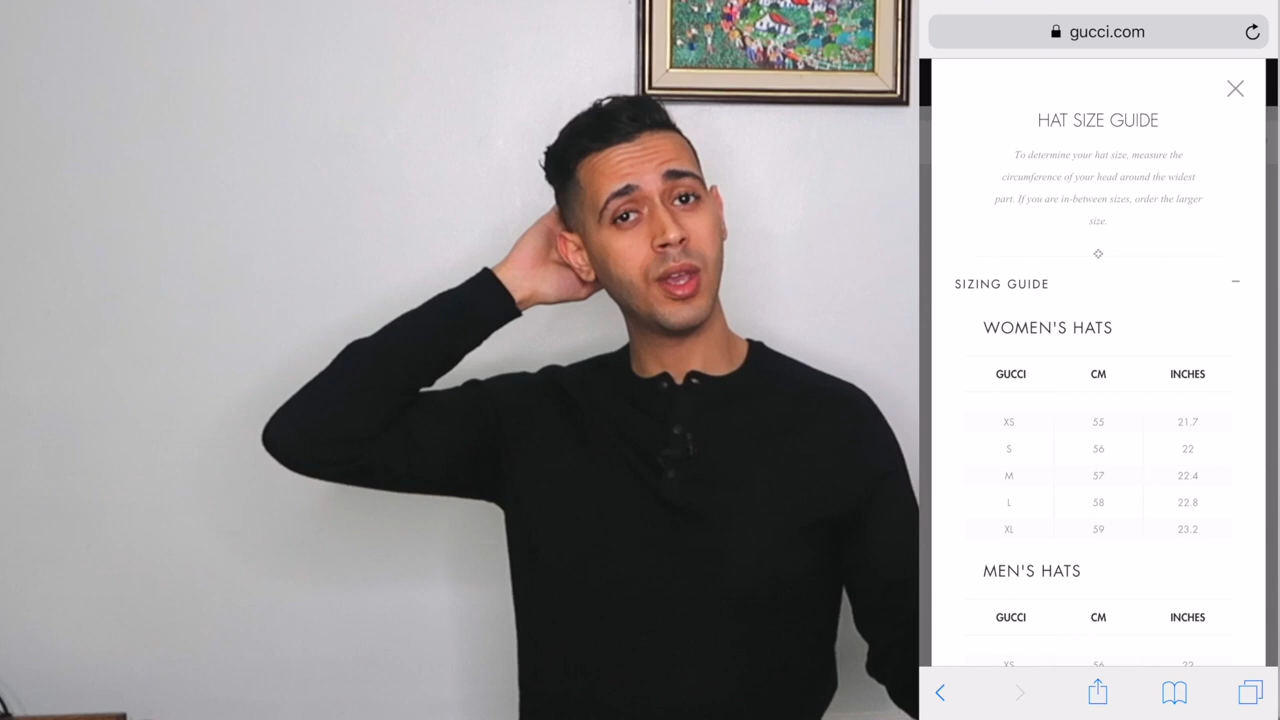 gucci.com
HAT SIZE GUIDE
To determine your hat size, measure the
circumference of your head around the widest
part. If you are in-between sizes, order the larger
size.
SIZING GUIDE
WOMEN'S HATS
GUCCI CM INCHES
XS 55 21.7
S 56 22
M 57 22.4
L 58 22.8
XL 59 23.2
MEN'S HATS
GUCCI CM INCHES
XS 56 22